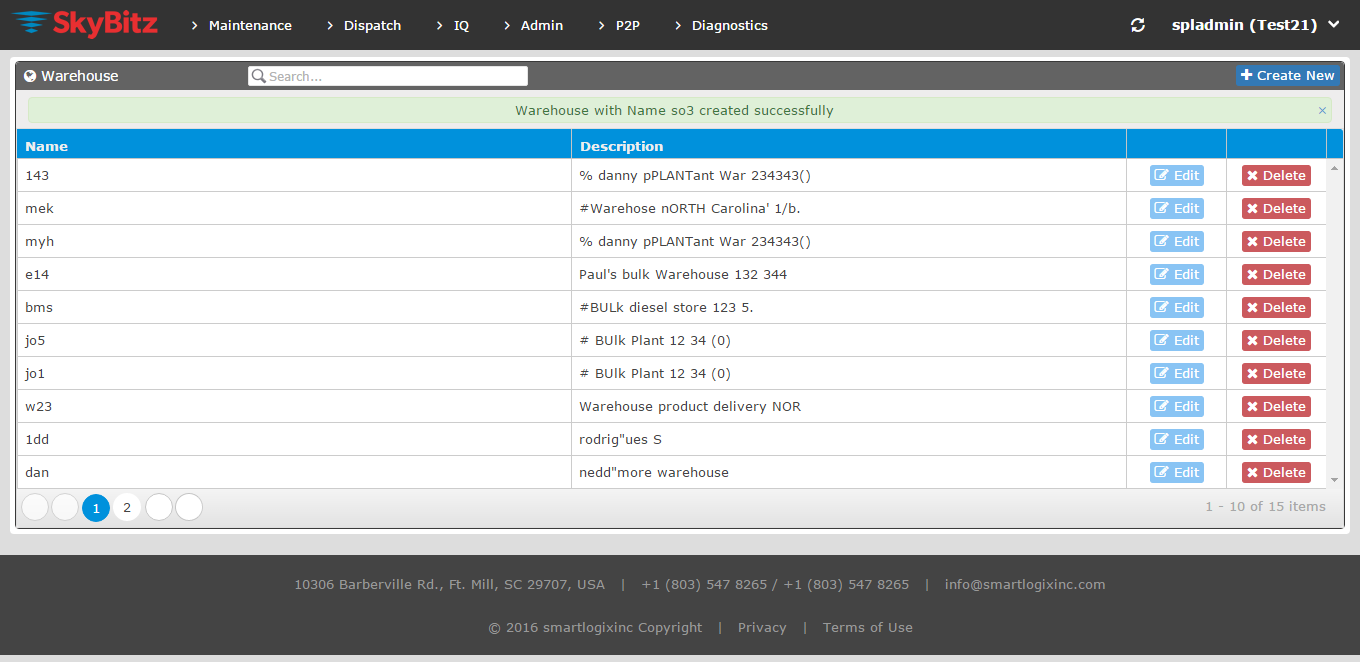 SkyBitz Maintenance Dispatch IQ Admin P2P Diagnostics spladmin (Test21)
Warehouse Search... Create New
Warehouse with Name so3 created successfully ×
Name Description
143 % danny pPLANTant War 234343() Edit Delete
mek #Warehose nORTH Carolina' 1/b. Edit Delete
myh % danny pPLANTant War 234343() Edit Delete
e14 Paul's bulk Warehouse 132 344 Edit Delete
bms #BULk diesel store 123 5. Edit Delete
jo5 # BUlk Plant 12 34 (0) Edit Delete
jo1 # BUlk Plant 12 34 (0) Edit Delete
w23 Warehouse product delivery NOR Edit Delete
1dd rodrig"ues S Edit Delete
dan nedd"more warehouse Edit Delete
1 2 1 - 10 of 15 items
10306 Barberville Rd., Ft. Mill, SC 29707, USA | +1 (803) 547 8265 / +1 (803) 547 8265 | info@smartlogixinc.com
© 2016 smartlogixinc Copyright | Privacy | Terms of Use